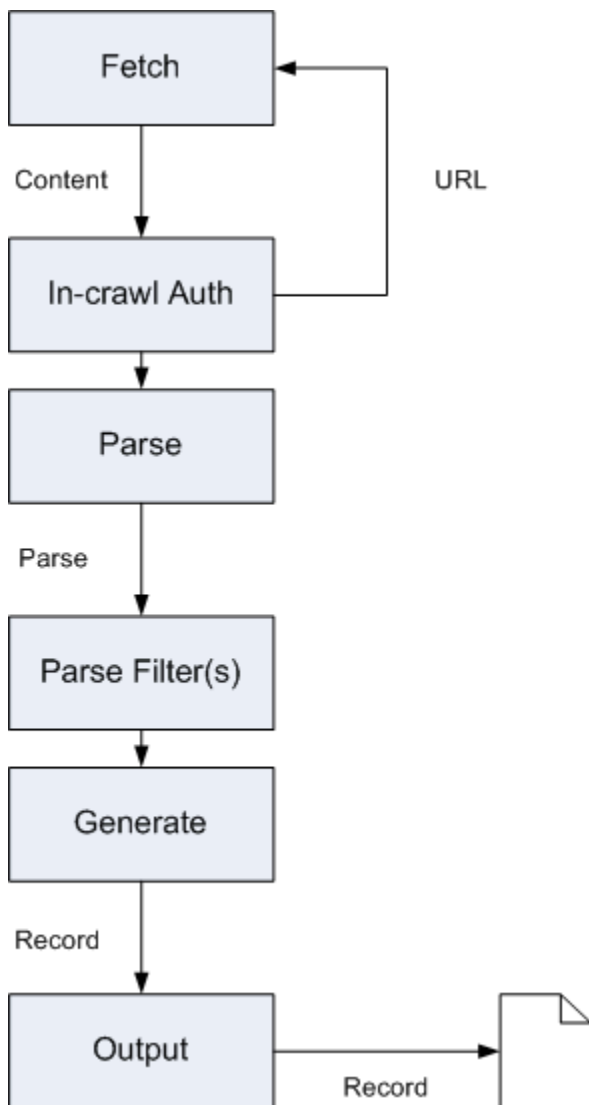 Fetch
Content
URL
In-crawl Auth
Parse
Parse
Parse Filter(s)
Generate
Record
Output
Record